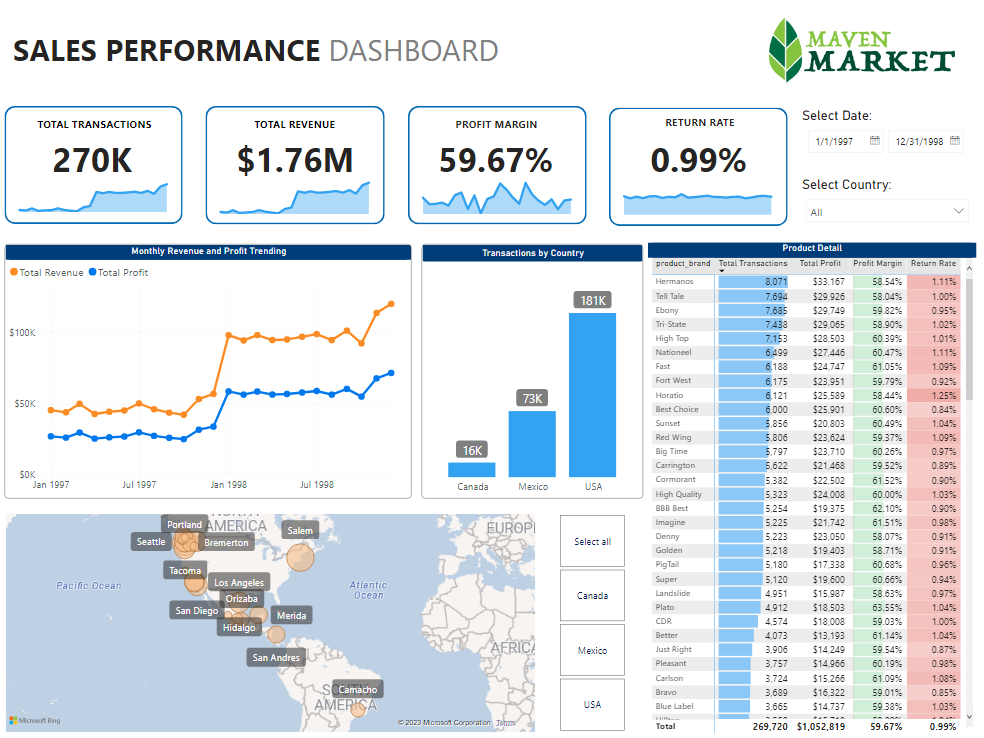 SALES PERFORMANCE DASHBOARD
MAVEN
MARKET
TOTAL TRANSACTIONS
270K
TOTAL REVENUE
$1.76M
PROFIT MARGIN
59.67%
RETURN RATE
0.99%
Select Date:
1/1/1997 12/31/1998
Select Country:
All
Monthly Revenue and Profit Trending
Total Revenue Total Profit
$100K
$50K
$0K
Jan 1997 Jul 1997 Jan 1998 Jul 1998
Transactions by Country
181K
73K
16K
Canada Mexico USA
Product Detail
product_brand Total Transactions Total Profit Profit Margin Return Rate
Hermanos 8,071 $33,167 58.54% 1.11%
Tell Tale 7,694 $29,926 58.04% 1.00%
Ebony 7,685 $29,749 59.82% 0.95%
Tri-State 7,438 $29,065 58.90% 1.02%
High Top 7,153 $28,503 60.39% 1.01%
Nationeel 6,499 $27,446 60.47% 1.11%
Fast 6,188 $24,747 61.05% 1.09%
Fort West 6,175 $23,951 59.79% 0.92%
Horatio 6,121 $25,589 58.44% 1.25%
Best Choice 6,000 $25,901 60.60% 0.84%
Sunset 5,856 $20,803 60.49% 1.04%
Red Wing 5,806 $23,624 59.37% 1.09%
Big Time 5,797 $23,710 60.26% 0.97%
Carrington 5,622 $21,468 59.52% 0.89%
Cormorant 5,382 $22,502 61.52% 0.90%
High Quality 5,323 $24,008 60.00% 1.03%
BBB Best 5,254 $19,375 62.10% 0.90%
Imagine 5,225 $21,742 61.51% 0.98%
Denny 5,223 $23,050 58.07% 0.91%
Golden 5,218 $19,403 58.71% 0.91%
PigTail 5,180 $17,338 60.68% 0.96%
Super 5,120 $19,600 60.66% 0.94%
Landslide 4,951 $15,987 58.63% 0.97%
Plato 4,912 $18,503 63.55% 1.04%
CDR 4,574 $18,008 59.03% 1.00%
Better 4,073 $13,193 61.14% 1.04%
Just Right 3,906 $14,249 59.54% 0.87%
Pleasant 3,757 $14,966 60.19% 0.98%
Carlson 3,724 $15,266 61.09% 1.08%
Bravo 3,689 $16,322 59.01% 0.85%
Blue Label 3,665 $14,737 59.38% 1.03%
Total 269,720 $1,052,819 59.67% 0.99%
NORTH
AMERICA
EUROPE
Portland
Salem
Seattle
Bremerton
Tacoma
Los Angeles
Pacific Ocean
Atlantic
Ocean
Orizaba
San Diego
Merida
Hidalgo
AFRICA
San Andres
Camacho
SOUTH
AMERICA
Microsoft Bing
© 2023 Microsoft Corporation Terms
Select all
Canada
Mexico
USA